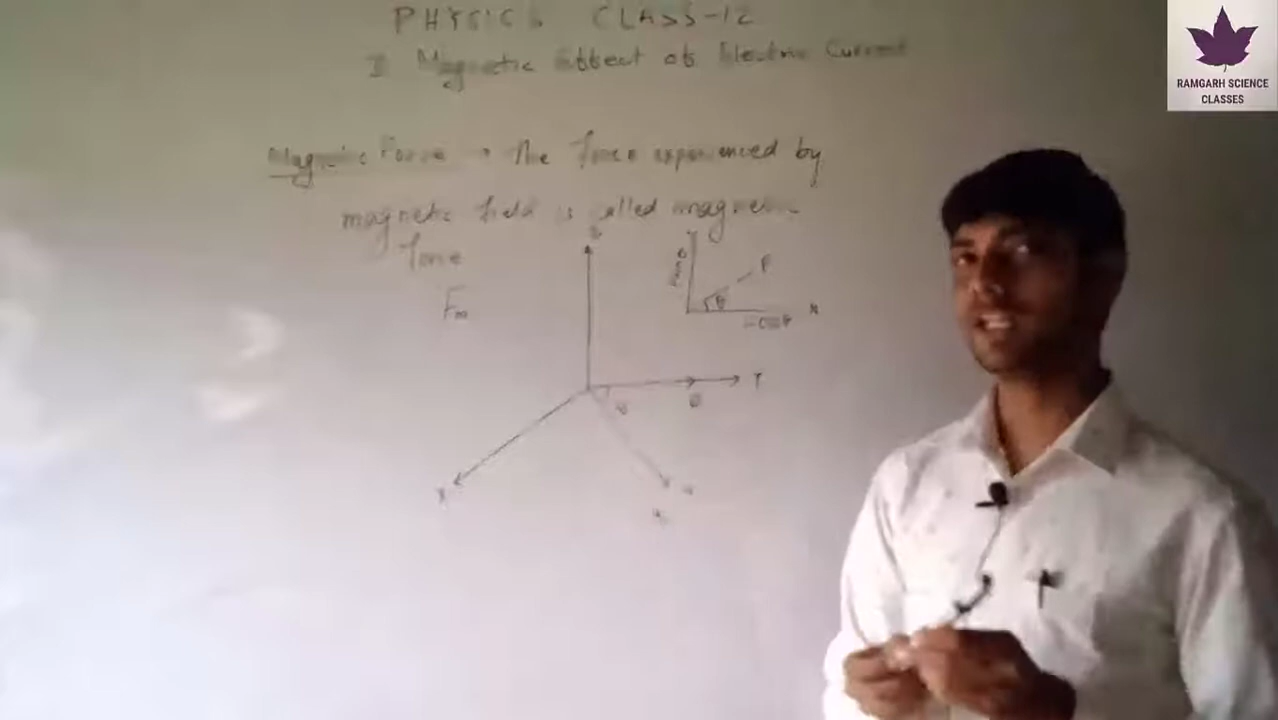 PHYSICS CLASS-12
Magnetic Effect of Electric Current
Magnetic Force → The force experienced by
magnetic field is called magnetic
force
RAMGARH SCIENCE
CLASSES
F
P
θ
Y
X